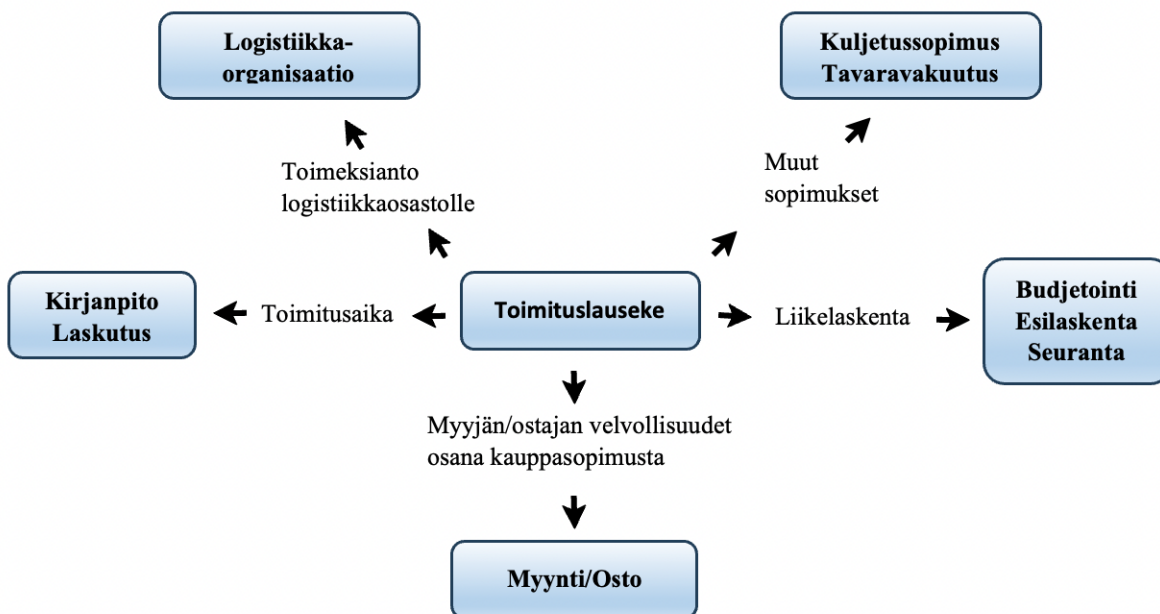 Logistiikka-
organisaatio
Kuljetussopimus
Tavaravakuutus
Toimeksianto
logistiikkaosastolle
Muut
sopimukset
Kirjanpito
Laskutus
Toimitusaika
Toimituslauseke
Liikelaskenta
Budjetointi
Esilaskenta
Seuranta
Myyjän/ostajan velvollisuudet
osana kauppasopimusta
Myynti/Osto